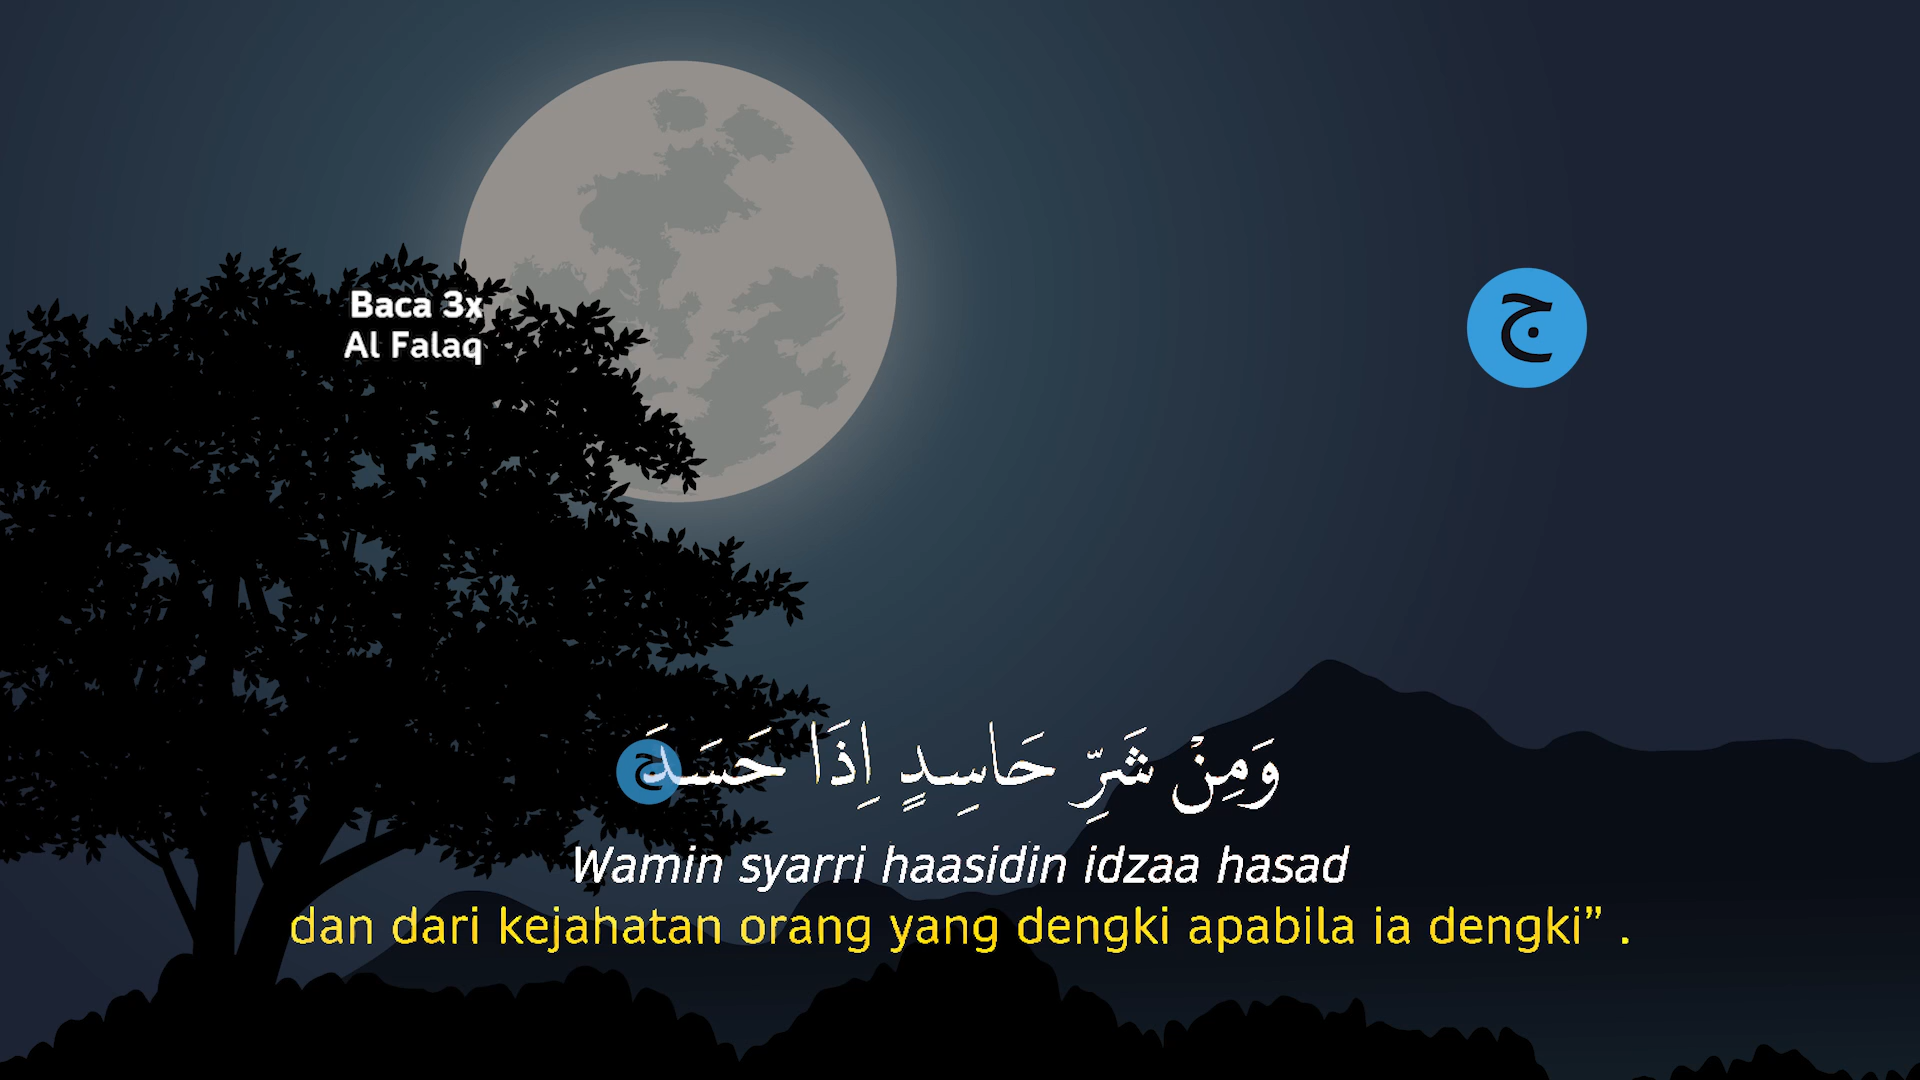 Baca 3x
Al Falaq
ج
وَمِنْ شَرِّ حَاسِدٍ اِذَا حَسَدَ ج
Wamin syarri haasidin idzaa hasad
dan dari kejahatan orang yang dengki apabila ia dengki” .